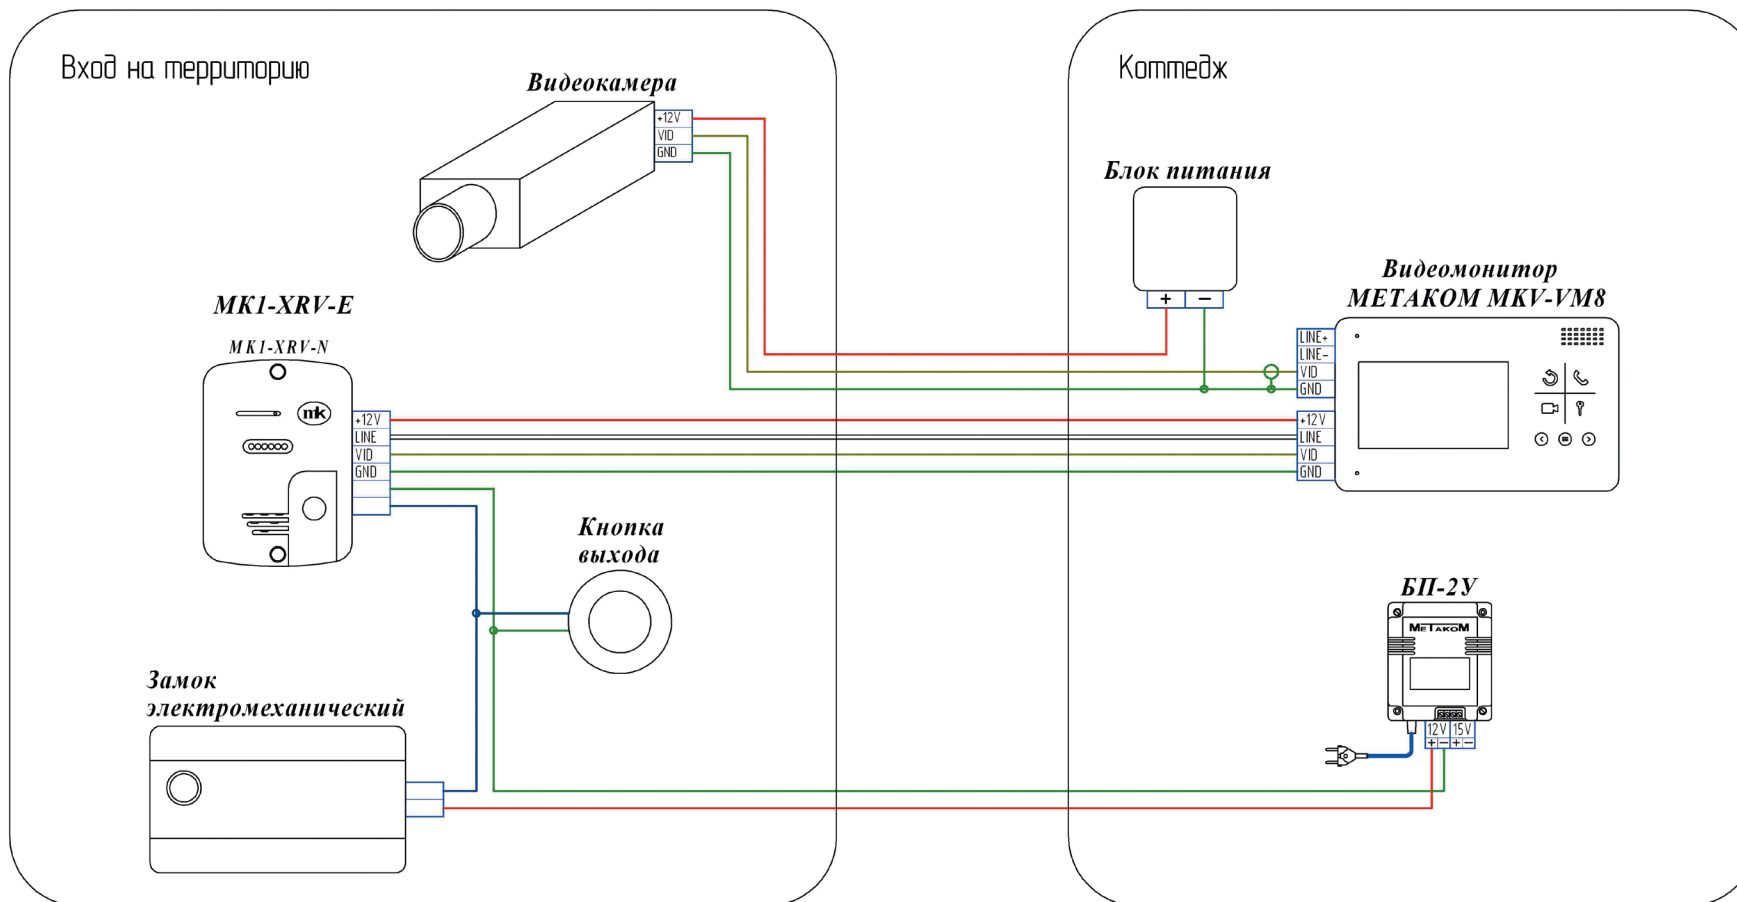 Вход на территорию
Видеокамера
+12V
VID
GND
Коттедж
Блок питания
+ −
Видеомонитор
МЕТАКОМ MKV-VM8
LINE+
LINE−
VID
GND
+12V
LINE
VID
GND
МК1-XRV-E
МК1-XRV-N
mk
+12V
LINE
VID
GND
Кнопка
выхода
БП-2У
МЕТАКОМ
12V 15V
+ − + −
Замок
электромеханический